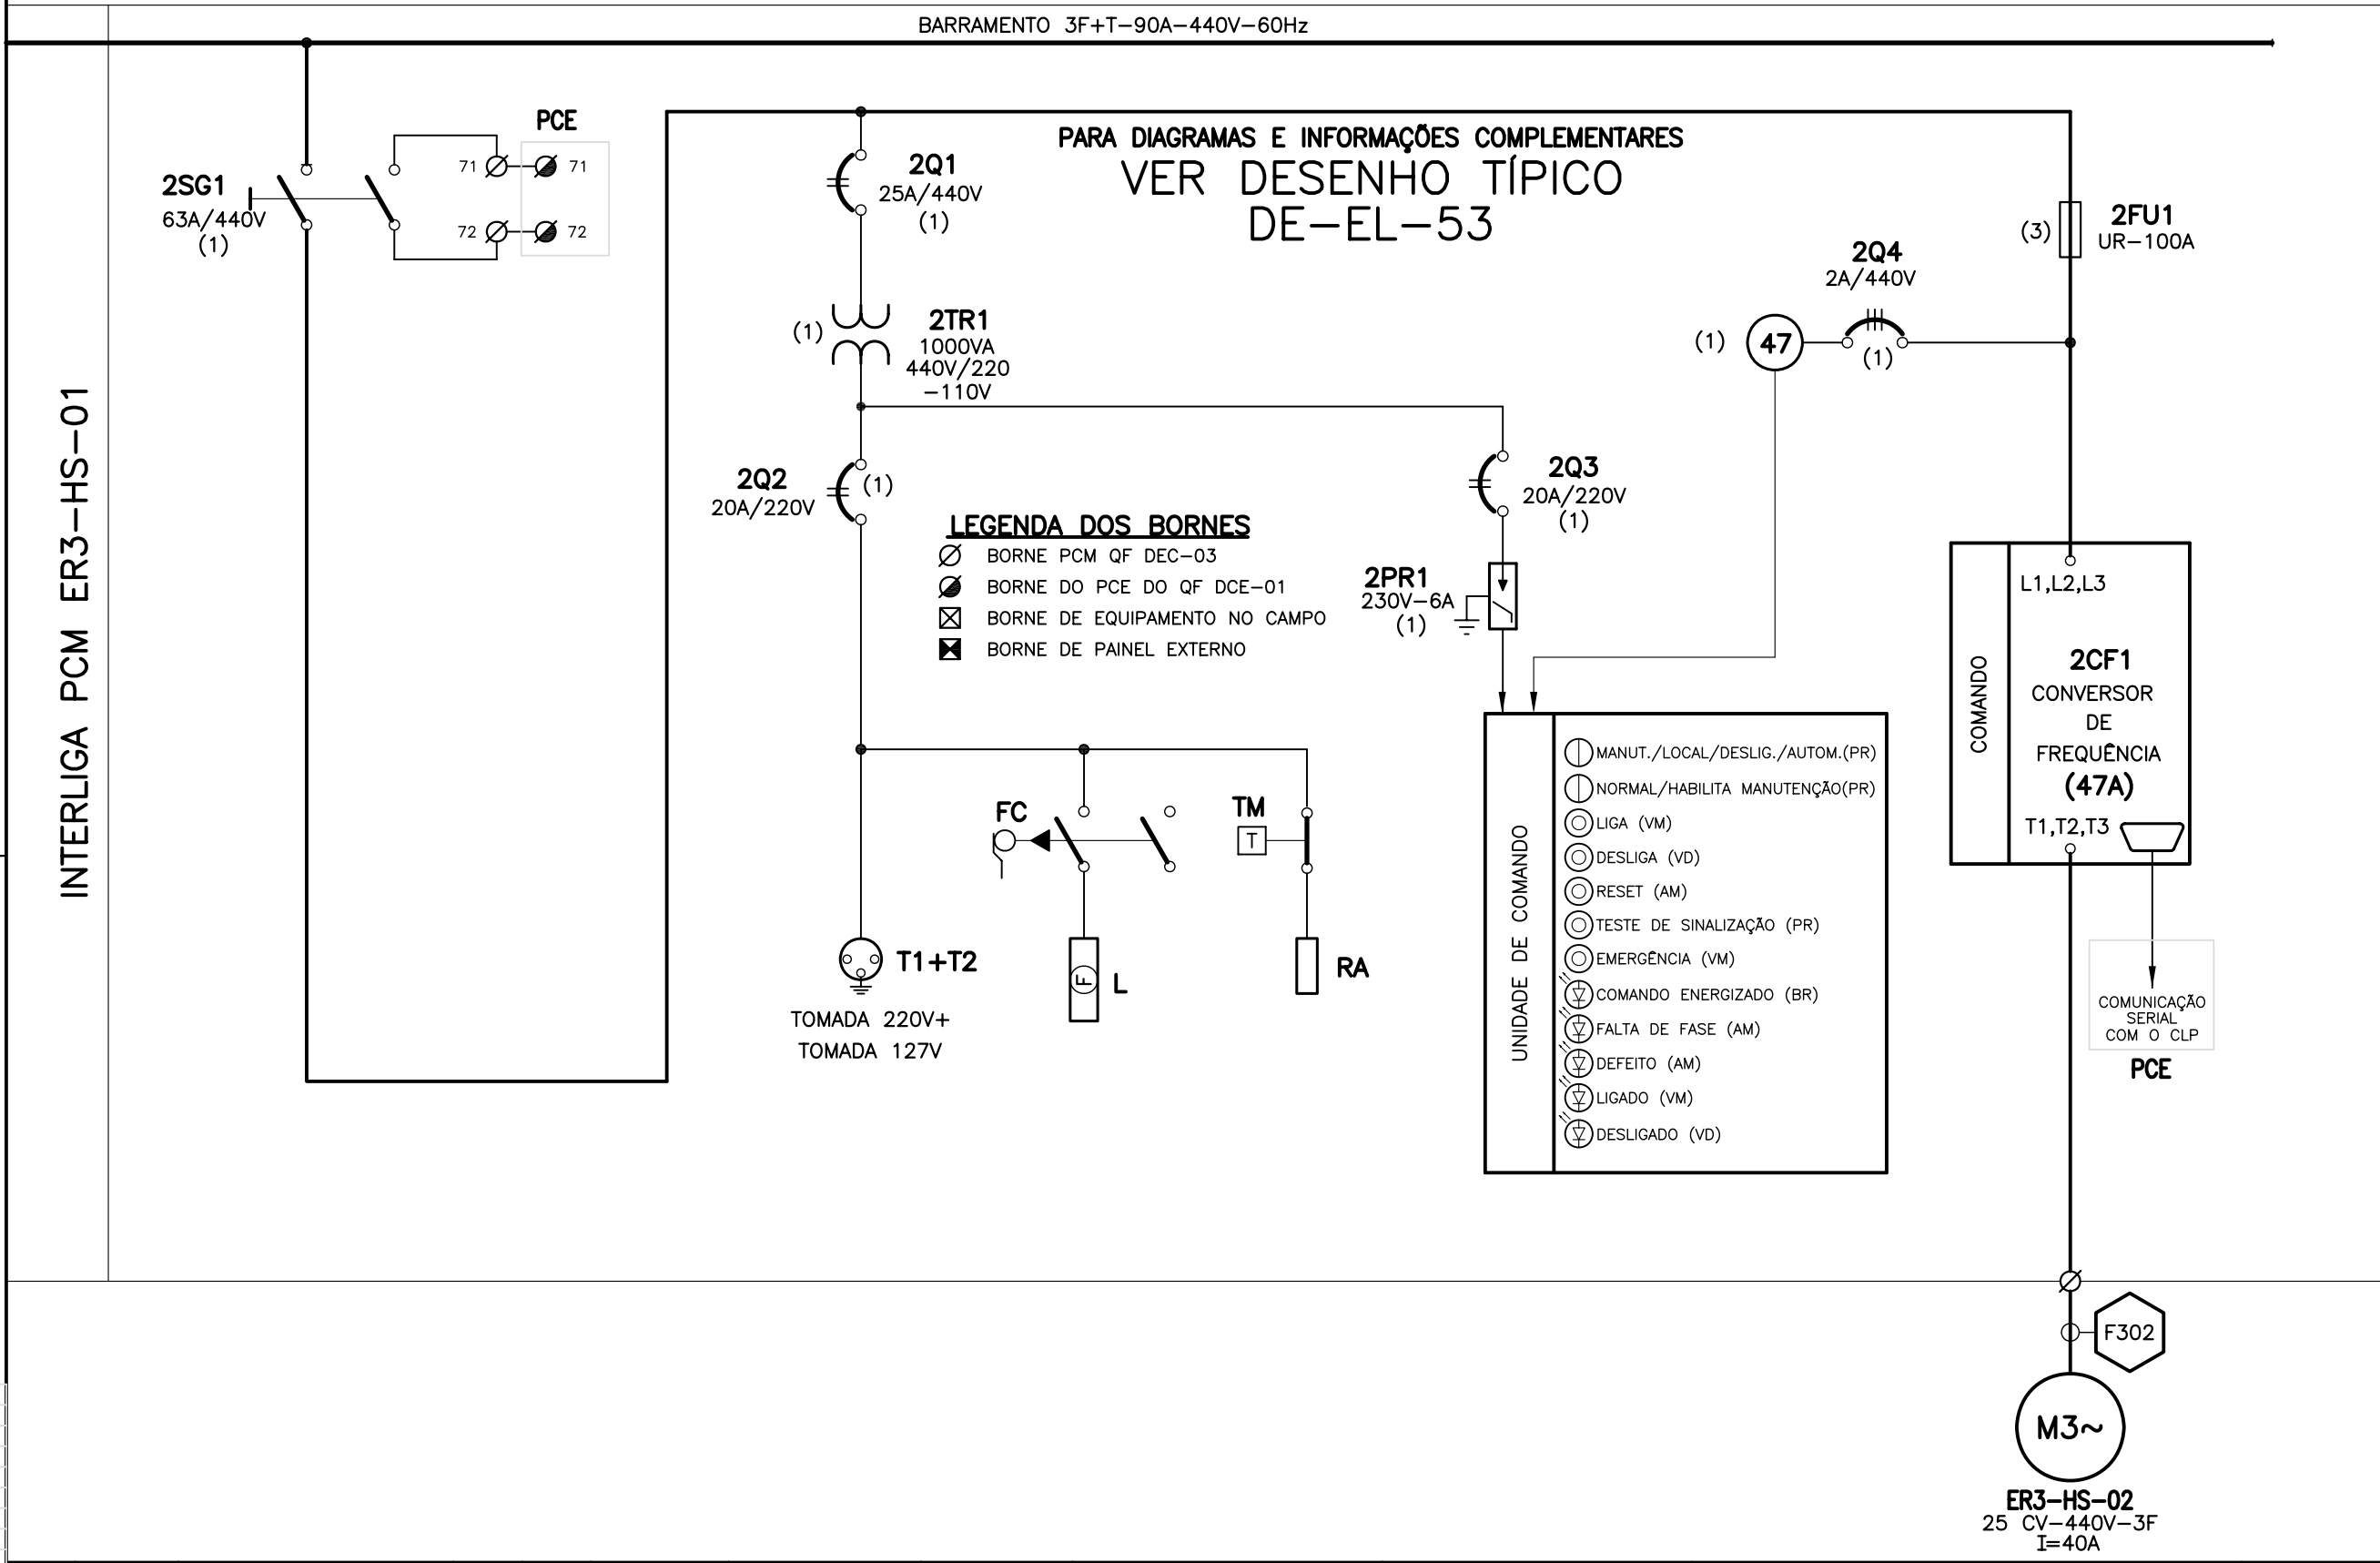 BARRAMENTO 3F+T-90A-440V-60Hz
INTERLIGA PCM ER3-HS-01
2SG1
63A/440V
(1)
PCE
71
71
72
72
2Q1
25A/440V
(1)
PARA DIAGRAMAS E INFORMAÇÕES COMPLEMENTARES
VER DESENHO TÍPICO
DE-EL-53
(3)
2FU1
UR-100A
2Q4
2A/440V
(1)
(1)
47
(1)
2TR1
1000VA
440V/220
-110V
2Q2
20A/220V
(1)
2Q3
20A/220V
(1)
LEGENDA DOS BORNES
BORNE PCM QF DEC-03
BORNE DO PCE DO QF DCE-01
BORNE DE EQUIPAMENTO NO CAMPO
BORNE DE PAINEL EXTERNO
2PR1
230V-6A
(1)
COMANDO
L1,L2,L3
2CF1
CONVERSOR
DE
FREQUÊNCIA
(47A)
T1,T2,T3
UNIDADE DE COMANDO
MANUT./LOCAL/DESLIG./AUTOM.(PR)
NORMAL/HABILITA MANUTENÇÃO(PR)
LIGA (VM)
DESLIGA (VD)
RESET (AM)
TESTE DE SINALIZAÇÃO (PR)
EMERGÊNCIA (VM)
COMANDO ENERGIZADO (BR)
FALTA DE FASE (AM)
DEFEITO (AM)
LIGADO (VM)
DESLIGADO (VD)
FC
TM
T
T1+T2
TOMADA 220V+
TOMADA 127V
F
L
RA
COMUNICAÇÃO
SERIAL
COM O CLP
PCE
F302
M3~
ER3-HS-02
25 CV-440V-3F
I=40A